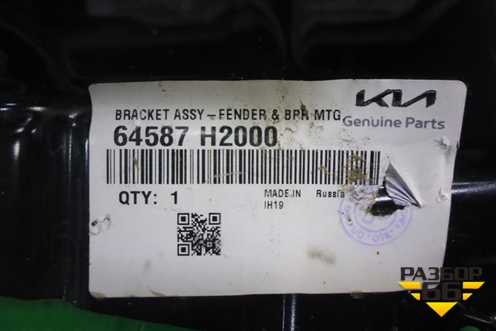 BRACKET ASSY-FENDER & BPR MTG
KIA
Genuine Parts
64587 H2000
QTY: 1
MADE IN Russia
IH19
РАЗБОР
66